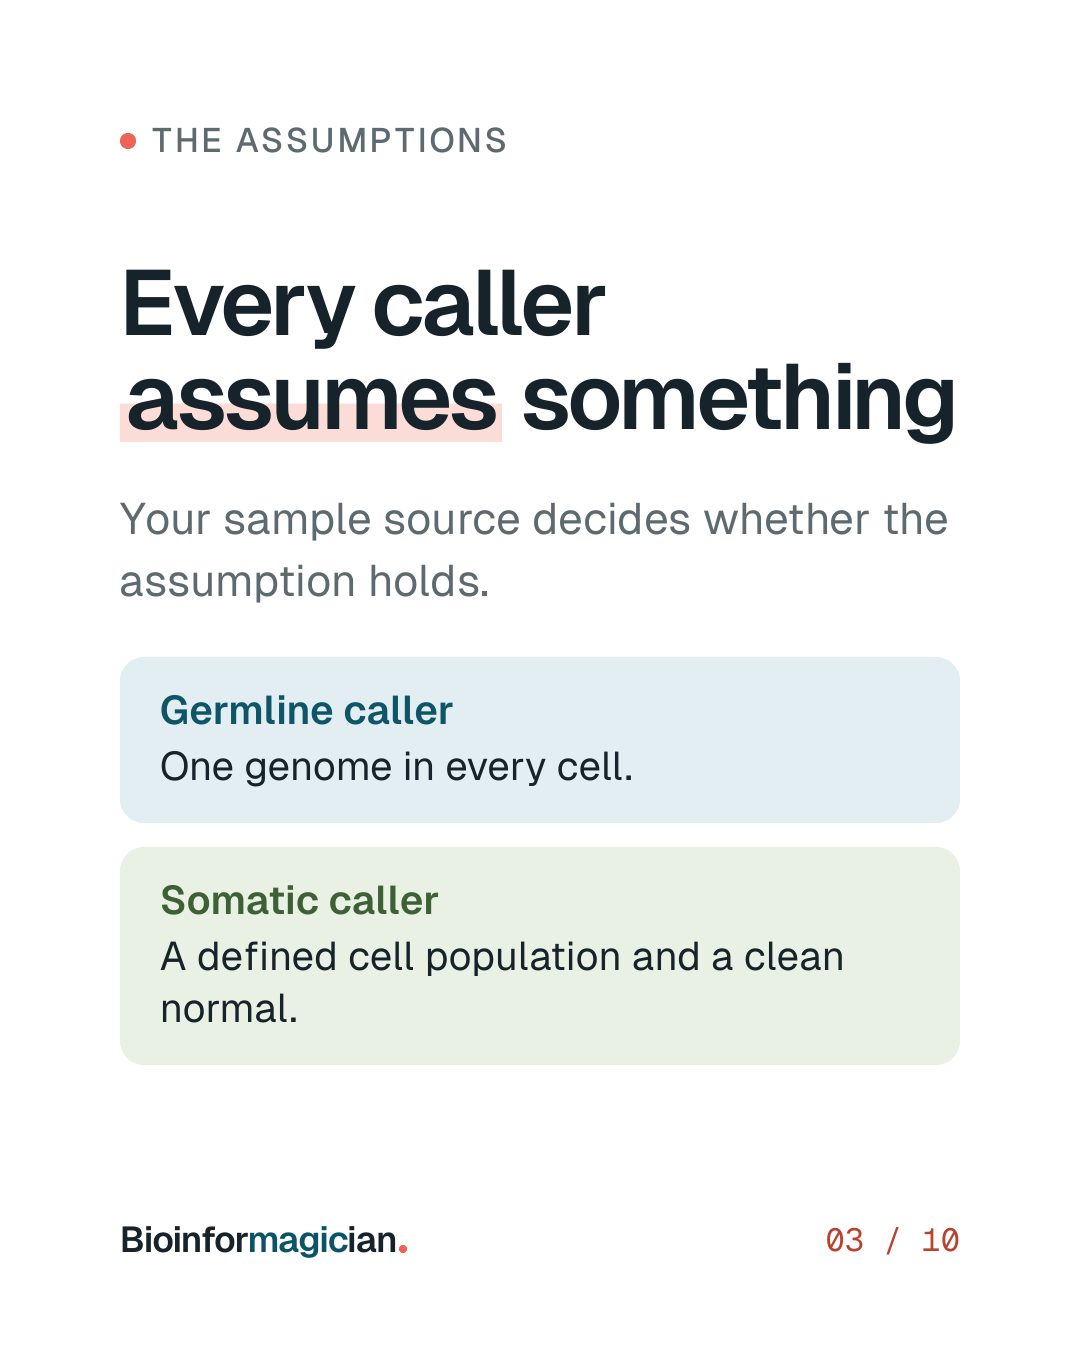 THE ASSUMPTIONS
Every caller
assumes something
Your sample source decides whether the
assumption holds.
Germline caller
One genome in every cell.
Somatic caller
A defined cell population and a clean
normal.
Bioinformagician.
03 / 10